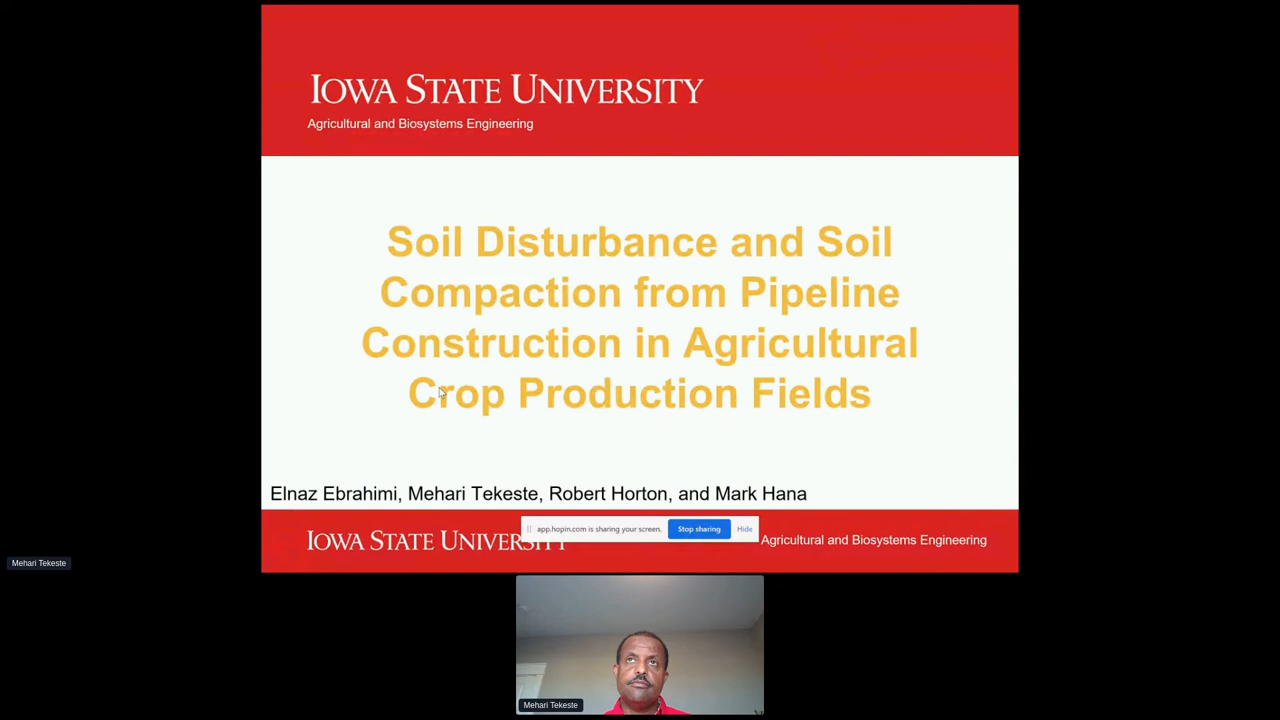 IOWA STATE UNIVERSITY
Agricultural and Biosystems Engineering
Soil Disturbance and Soil
Compaction from Pipeline
Construction in Agricultural
Crop Production Fields
Elnaz Ebrahimi, Mehari Tekeste, Robert Horton, and Mark Hana
app.hopin.com is sharing your screen. Stop sharing Hide
IOWA STATE UNIVERSITY Agricultural and Biosystems Engineering
Mehari Tekeste
Mehari Tekeste